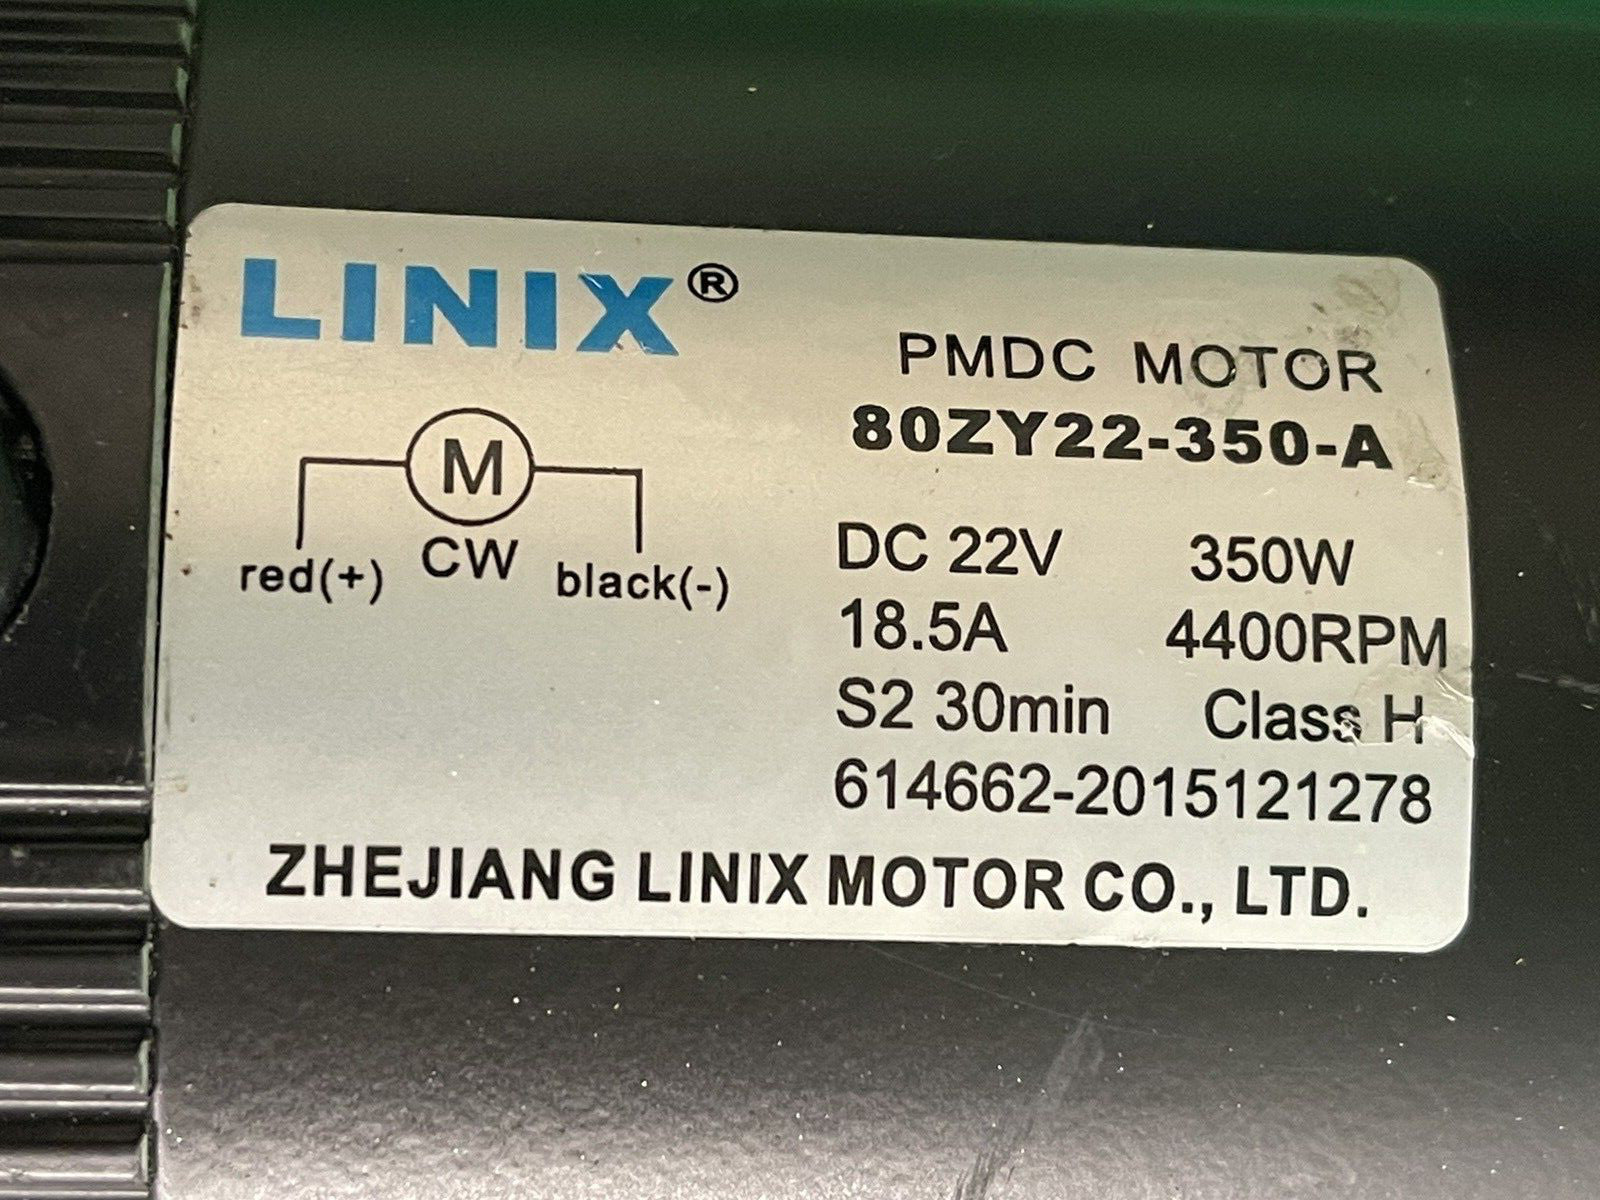 LINIX®
PMDC MOTOR
80ZY22-350-A
M
CW
red(+)
black(-)
DC 22V 350W
18.5A 4400RPM
S2 30min Class H
614662-2015121278
ZHEJIANG LINIX MOTOR CO., LTD.